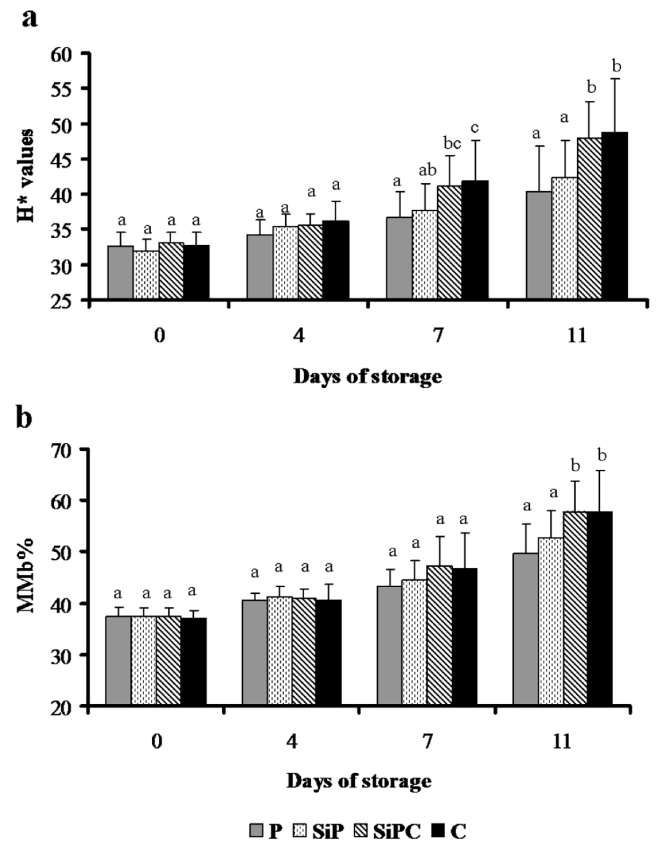 a
60
55
50
45
40
35
30
25
H* values
a a a a
a a a a
a ab bc c
a a b b
0 4 7 11
Days of storage
b
70
60
50
40
30
20
MMb%
a a a a
a a a a
a a a a
a a b b
0 4 7 11
Days of storage
P SiP SiPC C